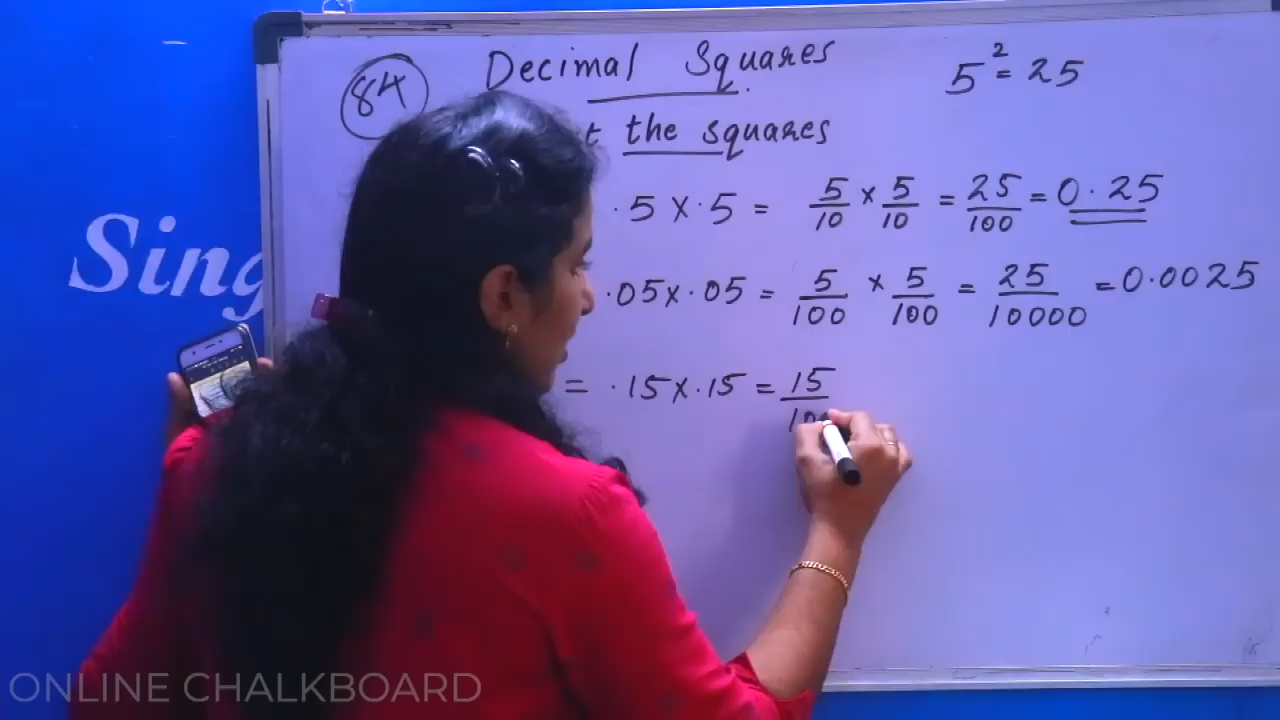 84 Decimal Squares 5² = 25
the squares
.5 × .5 = 5/10 × 5/10 = 25/100 = 0.25
.05 × .05 = 5/100 × 5/100 = 25/10000 = 0.0025
= .15 × .15 = 15/100
Sing
ONLINE CHALKBOARD